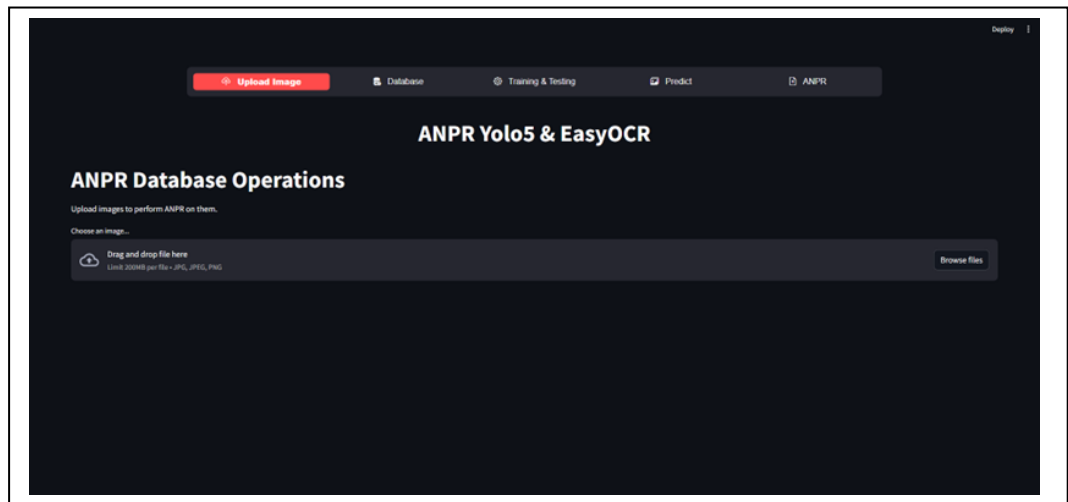 Deploy
Upload Image Database Training & Testing Predict ANPR
ANPR Yolo5 & EasyOCR
ANPR Database Operations
Upload images to perform ANPR on them.
Choose an image...
Drag and drop file here
Limit 200MB per file • JPG, JPEG, PNG
Browse files